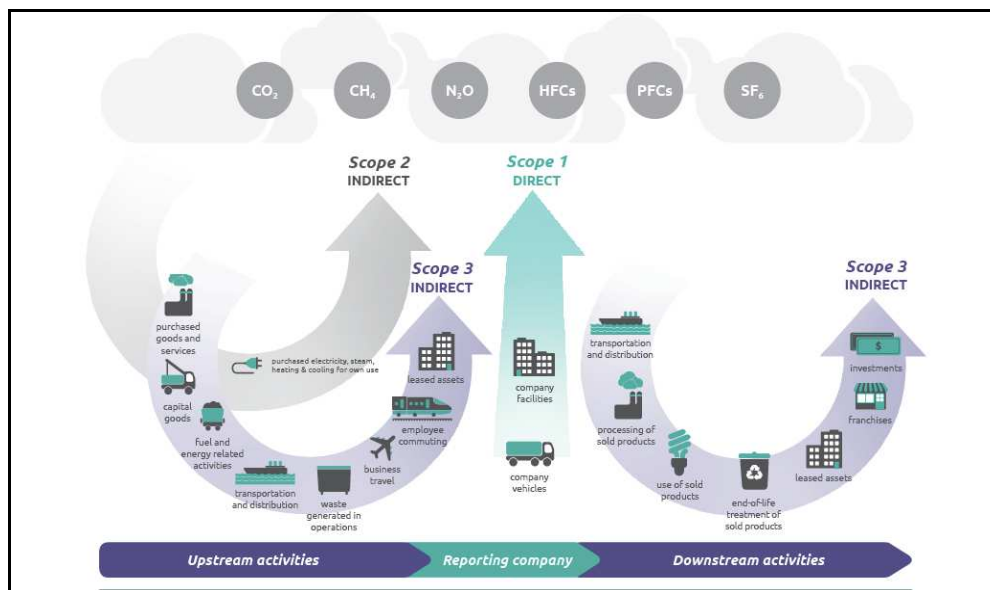 CO₂ CH₄ N₂O HFCs PFCs SF₆
Scope 2
INDIRECT
Scope 1
DIRECT
Scope 3
INDIRECT
Scope 3
INDIRECT
purchased
goods and
services
capital
goods
fuel and
energy related
activities
purchased electricity, steam,
heating & cooling for own use
transportation
and distribution
waste
generated in
operations
business
travel
employee
commuting
leased assets
company
facilities
company
vehicles
transportation
and distribution
processing of
sold products
use of sold
products
end-of-life
treatment of
sold products
leased assets
franchises
$
investments
Upstream activities
Reporting company
Downstream activities